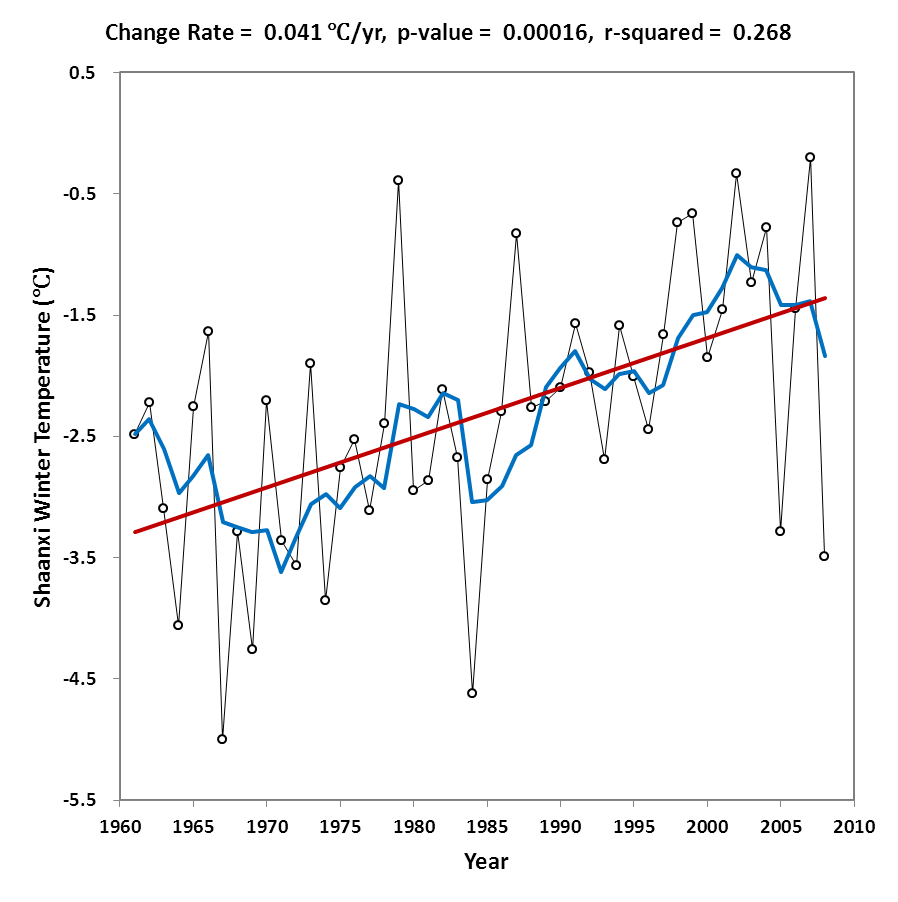 Change Rate = 0.041 ℃/yr, p-value = 0.00016, r-squared = 0.268
0.5
-0.5
-1.5
-2.5
-3.5
-4.5
-5.5
Shaanxi Winter Temperature (℃)
1960 1965 1970 1975 1980 1985 1990 1995 2000 2005 2010
Year